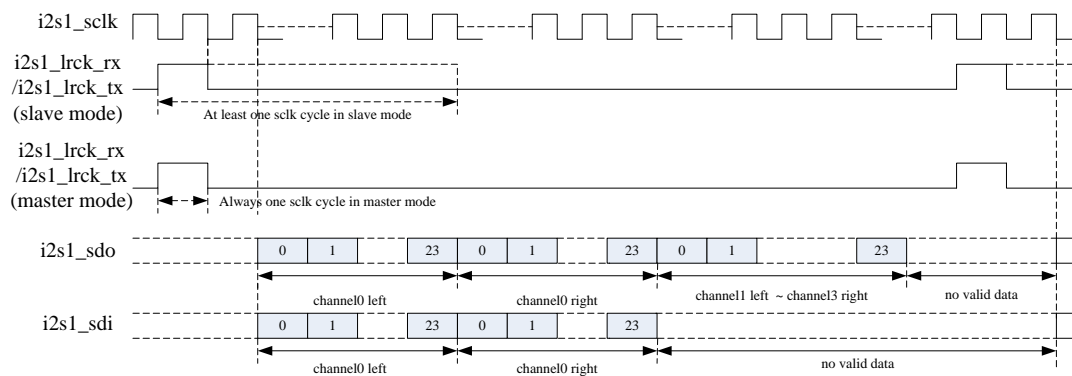 i2s1_sclk
i2s1_lrck_rx
/i2s1_lrck_tx
(slave mode)
At least one sclk cycle in slave mode
i2s1_lrck_rx
/i2s1_lrck_tx
(master mode)
Always one sclk cycle in master mode
i2s1_sdo
0 1 23 0 1 23 0 1 23
channel0 left channel0 right channel1 left ~ channel3 right no valid data
i2s1_sdi
0 1 23 0 1 23
channel0 left channel0 right no valid data